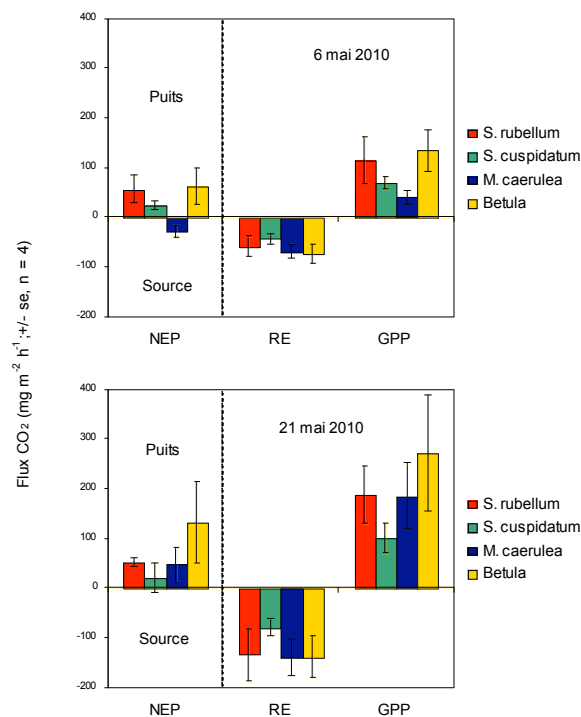 Flux CO₂ (mg m⁻² h⁻¹;+/- se, n = 4)
400
300
200
100
0
-100
-200
6 mai 2010
Puits
Source
NEP RE GPP
S. rubellum
S. cuspidatum
M. caerulea
Betula
400
300
200
100
0
-100
-200
21 mai 2010
Puits
Source
NEP RE GPP
S. rubellum
S. cuspidatum
M. caerulea
Betula